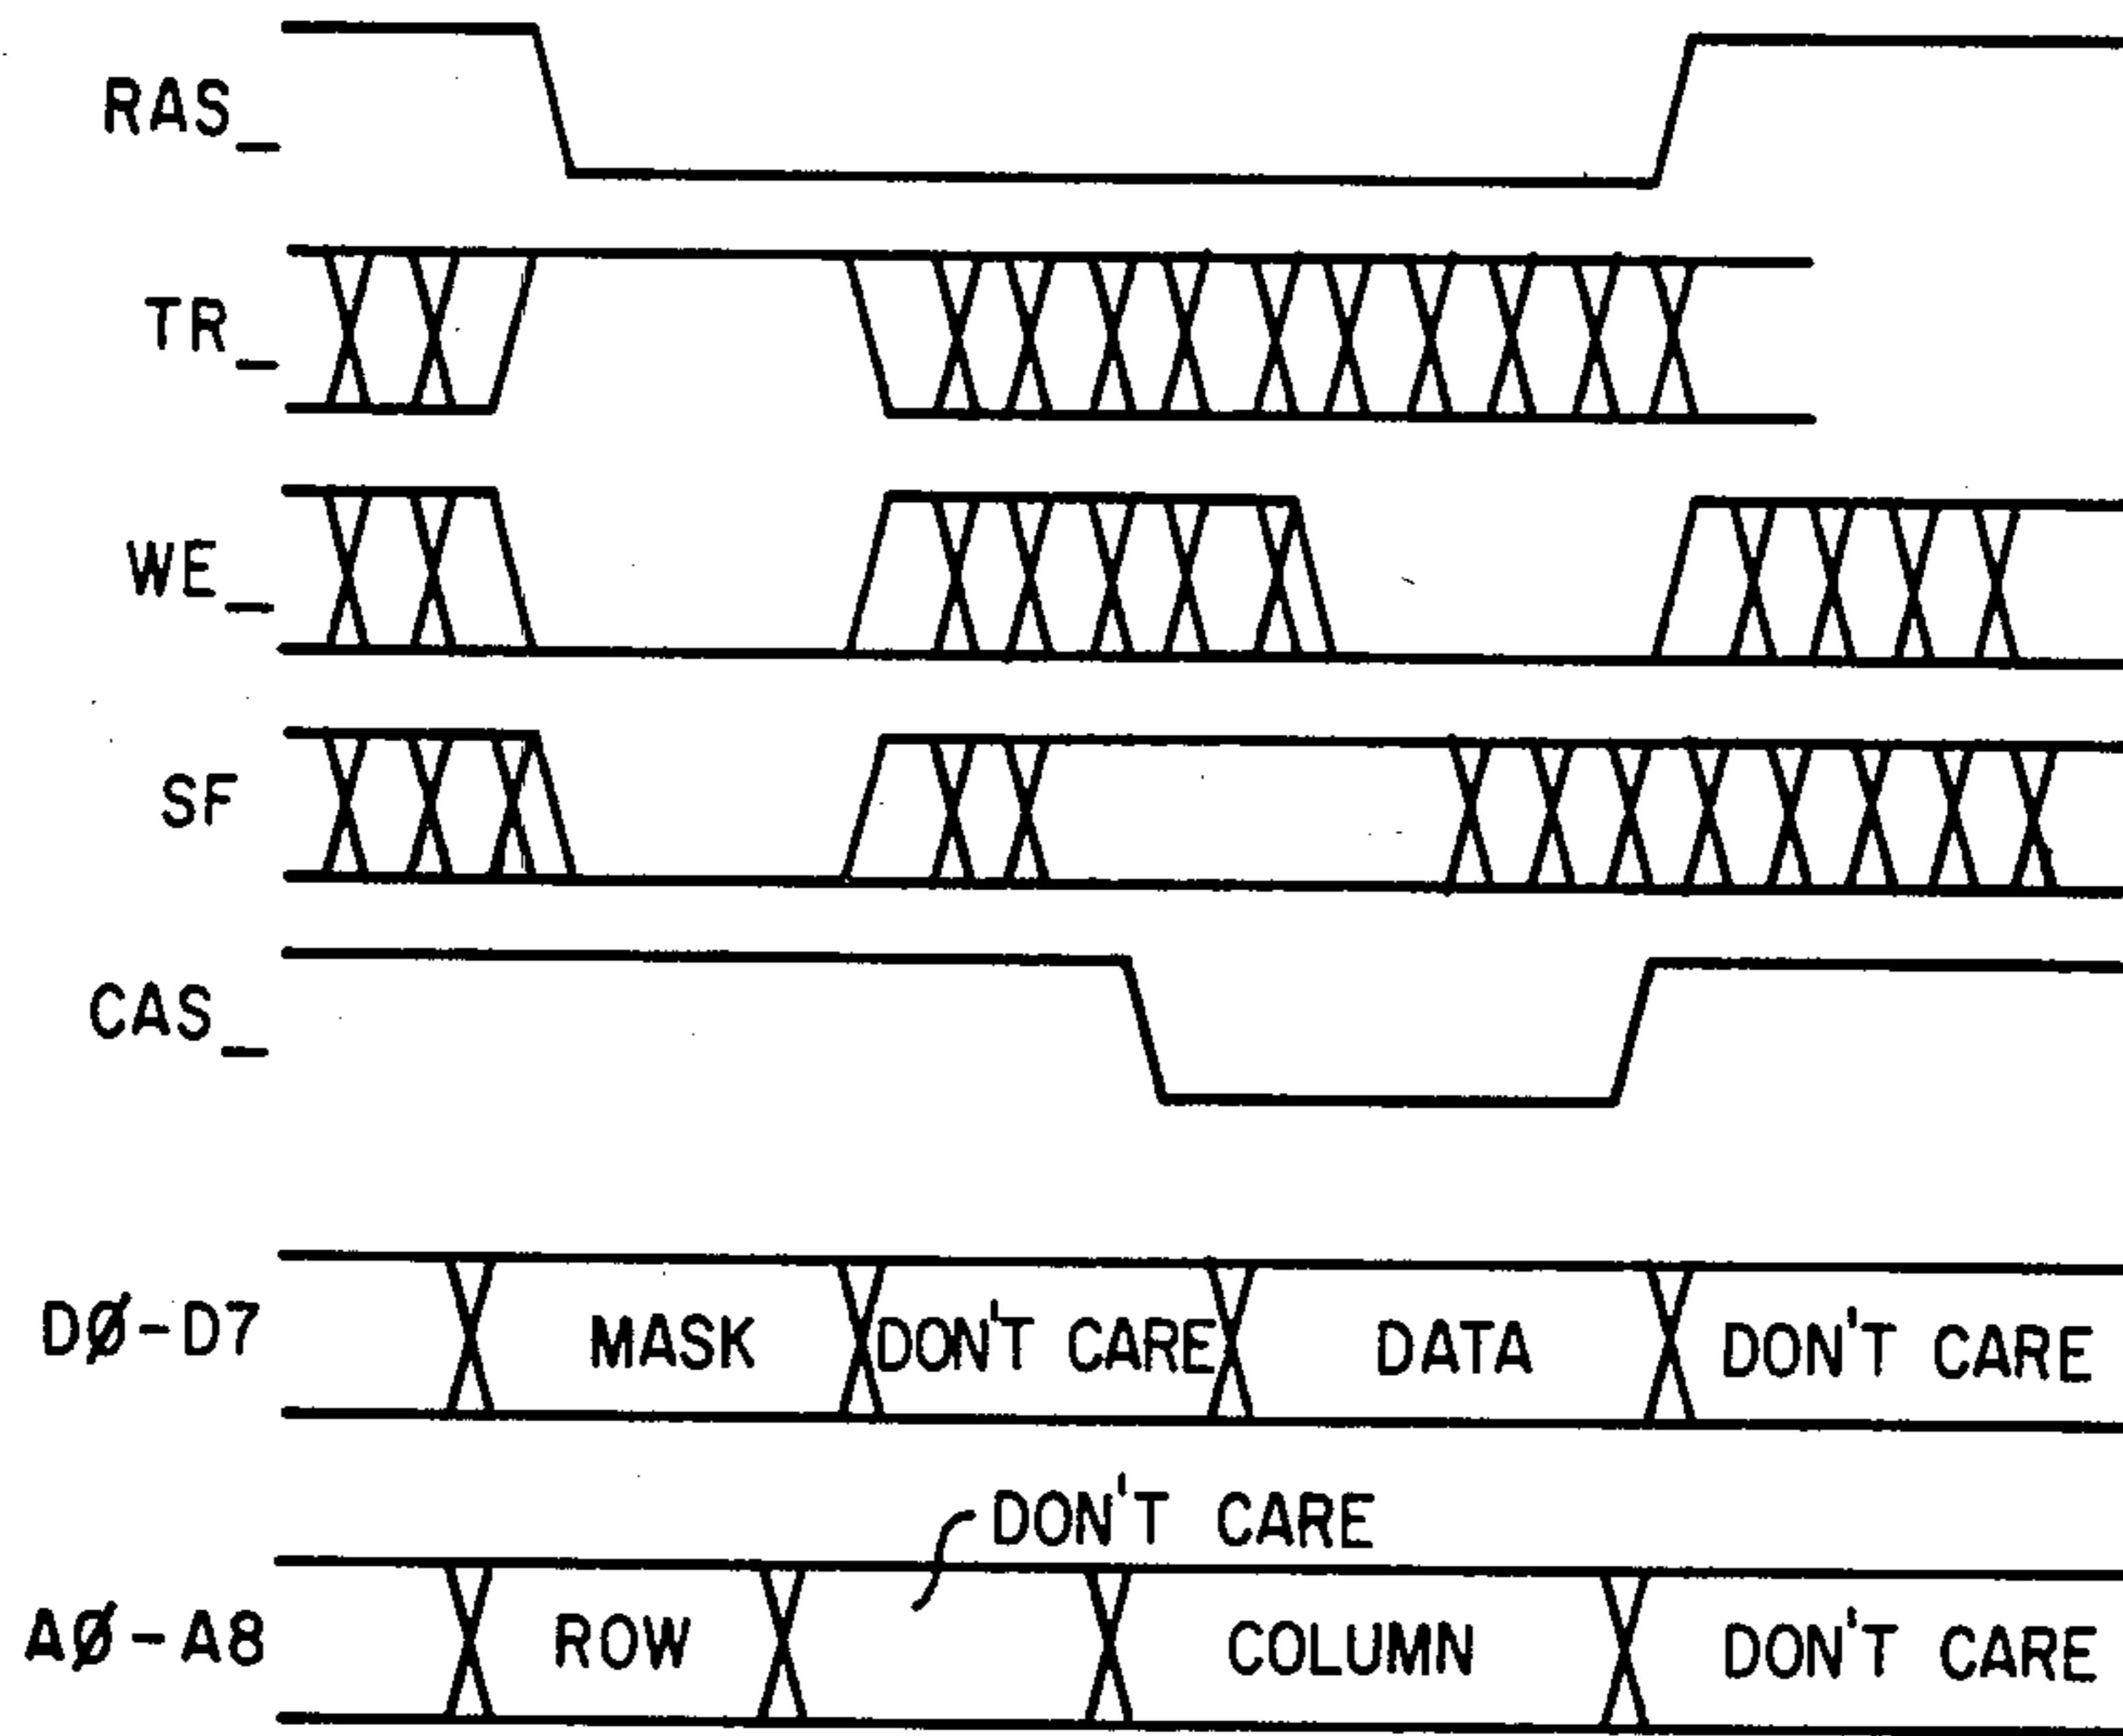 RAS_
TR_
WE_
SF
CAS_
DØ-D7 MASK DON'T CARE DATA DON'T CARE
DON'T CARE
AØ-A8 ROW COLUMN DON'T CARE